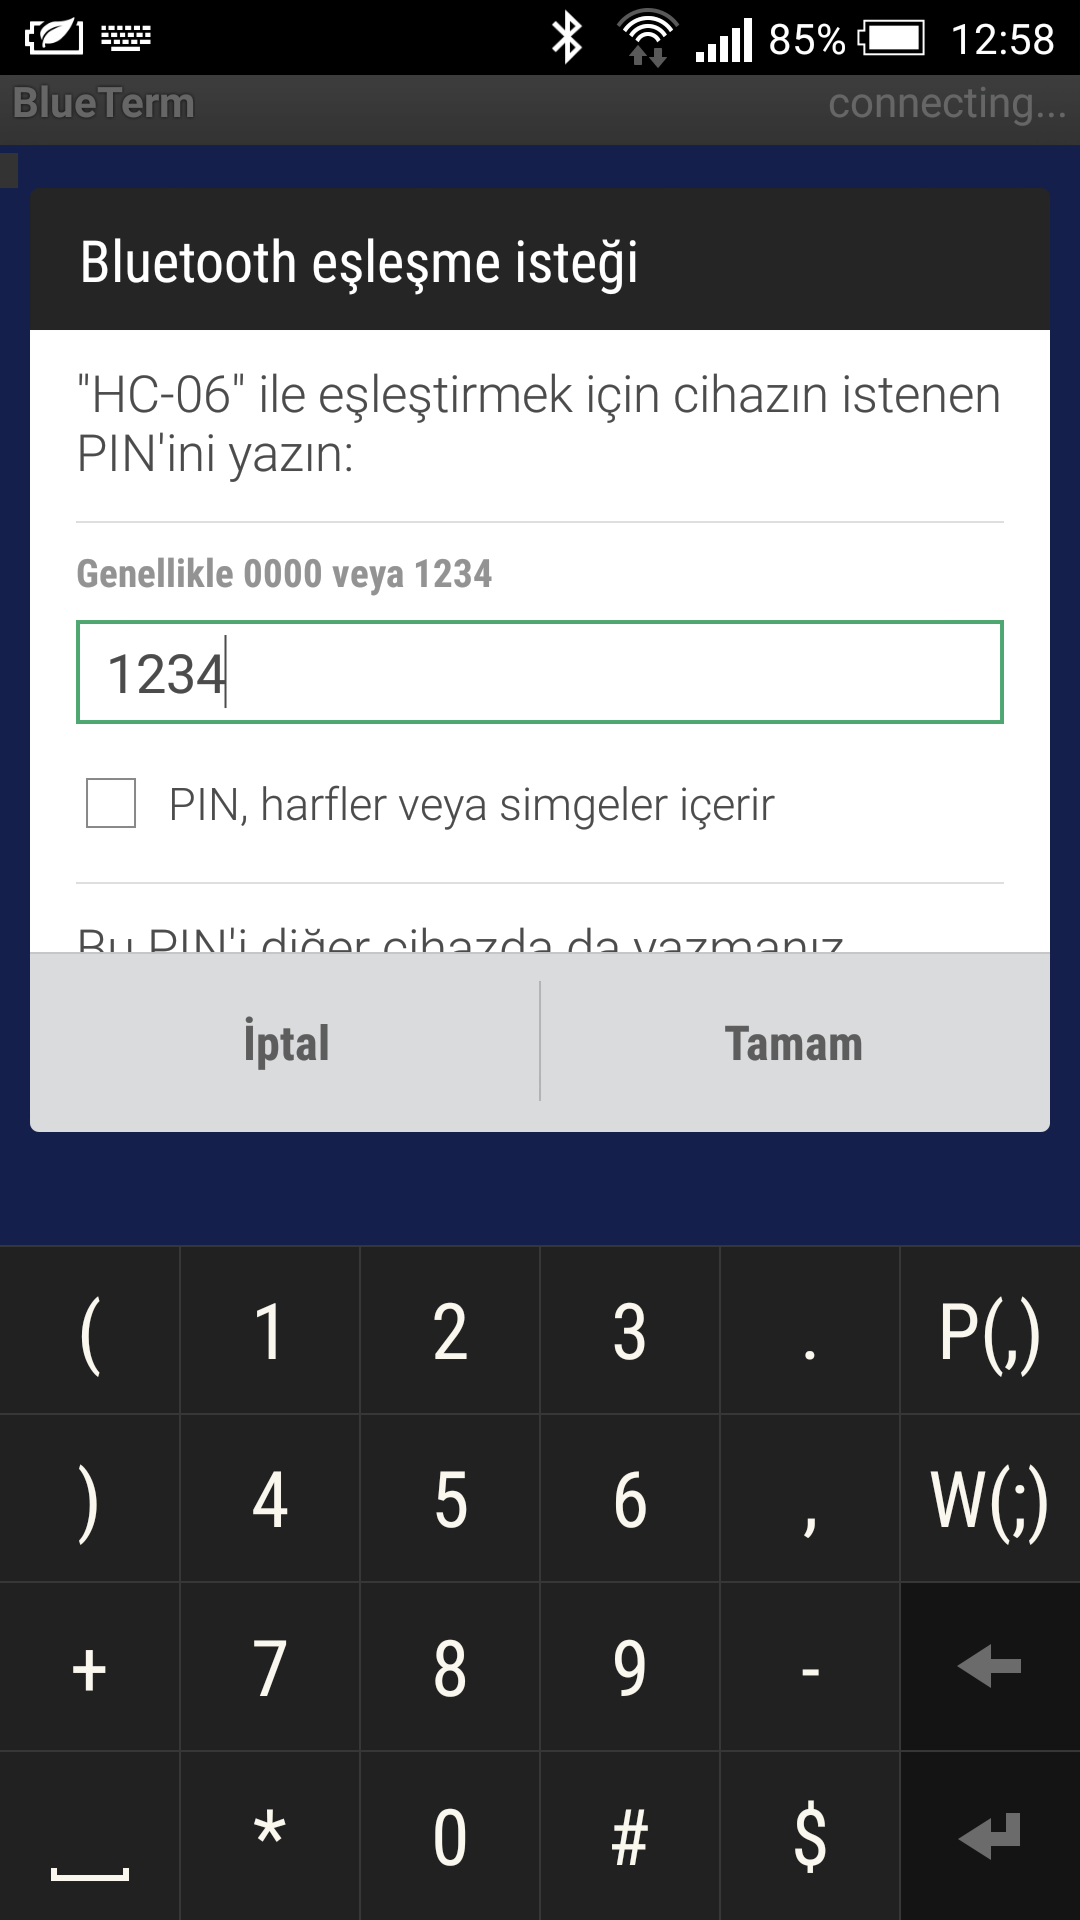 85% 12:58
BlueTerm connecting...
Bluetooth eşleşme isteği
"HC-06" ile eşleştirmek için cihazın istenen
PIN'ini yazın:
Genellikle 0000 veya 1234
1234
PIN, harfler veya simgeler içerir
Bu PIN'i diğer cihazda da yazmanız
İptal Tamam
( 1 2 3 . P(,)
) 4 5 6 , W(;)
+ 7 8 9 -
* 0 # $